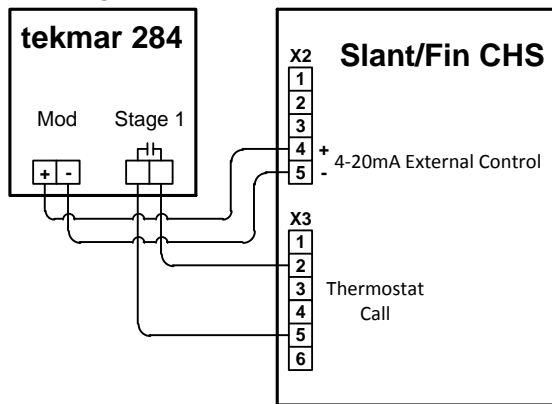 tekmar 284
Mod Stage 1
+ -
Slant/Fin CHS
X2
1
2
3
4 +
5 -
4-20mA External Control
X3
1
2
3
4
5
6
Thermostat
Call